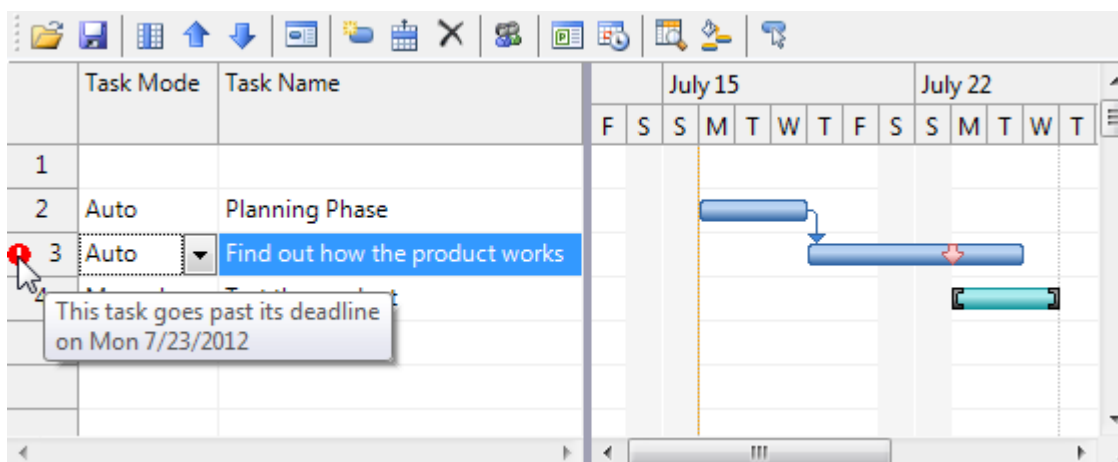 Task Mode Task Name July 15 July 22
F S S M T W T F S S M T W T
1
2 Auto Planning Phase
3 Auto Find out how the product works
This task goes past its deadline
on Mon 7/23/2012